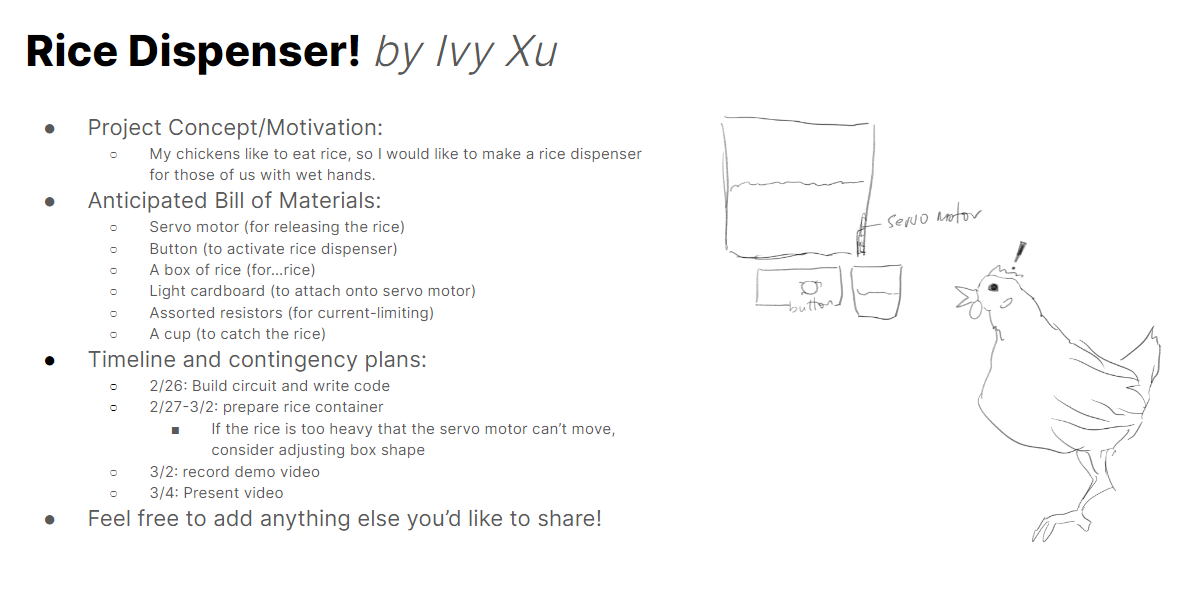 Rice Dispenser! by Ivy Xu
● Project Concept/Motivation:
○ My chickens like to eat rice, so I would like to make a rice dispenser
for those of us with wet hands.
● Anticipated Bill of Materials:
○ Servo motor (for releasing the rice)
○ Button (to activate rice dispenser)
○ A box of rice (for...rice)
○ Light cardboard (to attach onto servo motor)
○ Assorted resistors (for current-limiting)
○ A cup (to catch the rice)
● Timeline and contingency plans:
○ 2/26: Build circuit and write code
○ 2/27-3/2: prepare rice container
■ If the rice is too heavy that the servo motor can’t move,
consider adjusting box shape
○ 3/2: record demo video
○ 3/4: Present video
● Feel free to add anything else you’d like to share!
servo motor
button
!